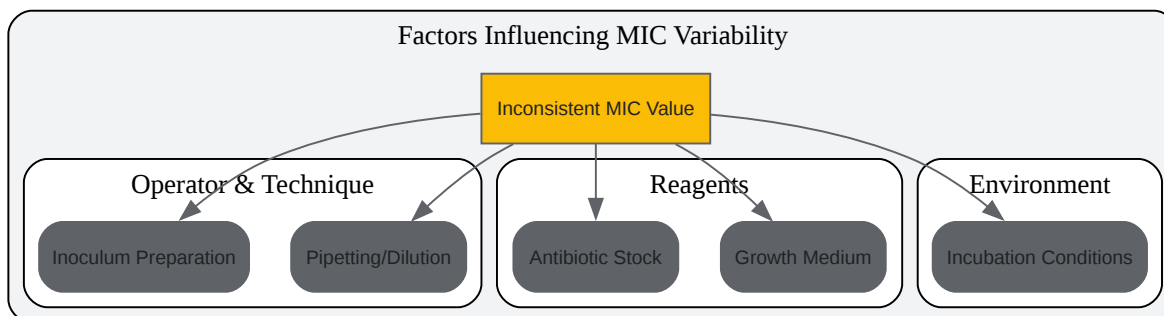 Factors Influencing MIC Variability
Inconsistent MIC Value
Operator & Technique
Reagents
Environment
Inoculum Preparation
Pipetting/Dilution
Antibiotic Stock
Growth Medium
Incubation Conditions